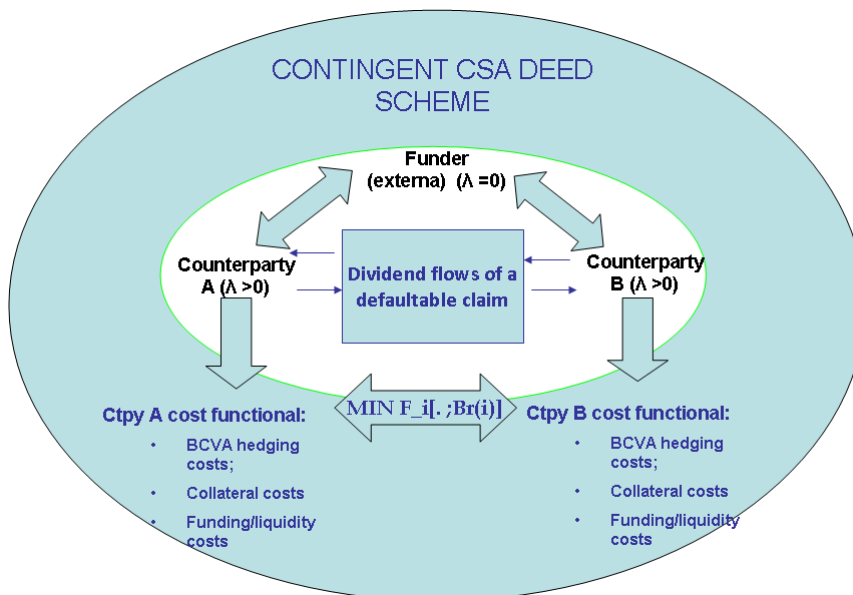 CONTINGENT CSA DEED
SCHEME
Funder
(externa) (λ =0)
Counterparty
A (λ >0)
Dividend flows of a
defaultable claim
Counterparty
B (λ >0)
MIN F_i[. ;Br(i)]
Ctpy A cost functional:
• BCVA hedging
costs;
• Collateral costs
• Funding/liquidity
costs
Ctpy B cost functional:
• BCVA hedging
costs;
• Collateral costs
• Funding/liquidity
costs